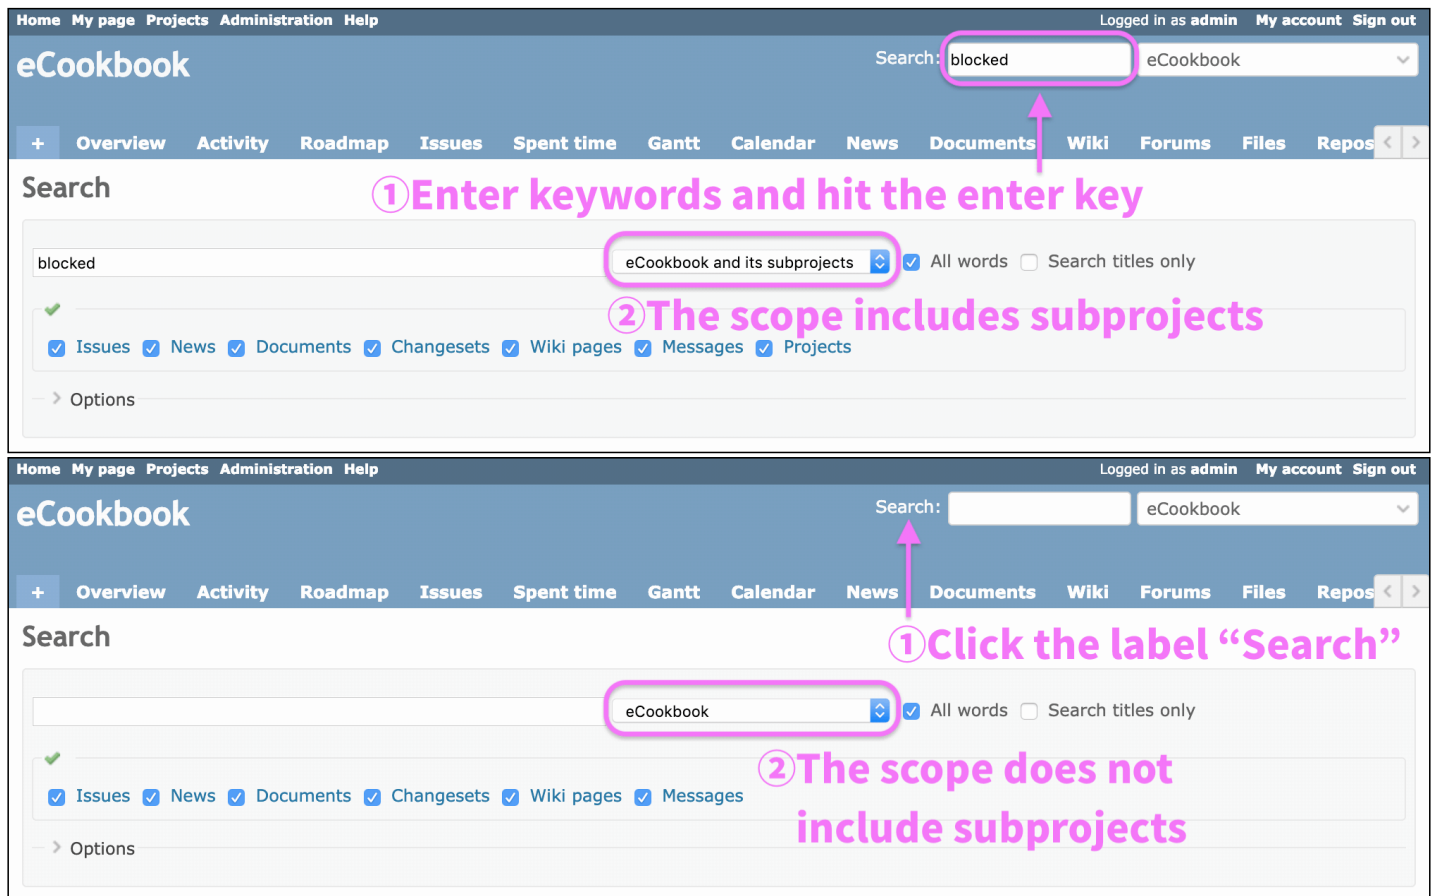 Home My page Projects Administration Help Logged in as admin My account Sign out
eCookbook Search: blocked eCookbook
+ Overview Activity Roadmap Issues Spent time Gantt Calendar News Documents Wiki Forums Files Repos
Search
①Enter keywords and hit the enter key
blocked eCookbook and its subprojects All words Search titles only
②The scope includes subprojects
Issues News Documents Changesets Wiki pages Messages Projects
Options
Home My page Projects Administration Help Logged in as admin My account Sign out
eCookbook Search: eCookbook
+ Overview Activity Roadmap Issues Spent time Gantt Calendar News Documents Wiki Forums Files Repos
Search
①Click the label “Search”
eCookbook All words Search titles only
②The scope does not
include subprojects
Issues News Documents Changesets Wiki pages Messages
Options